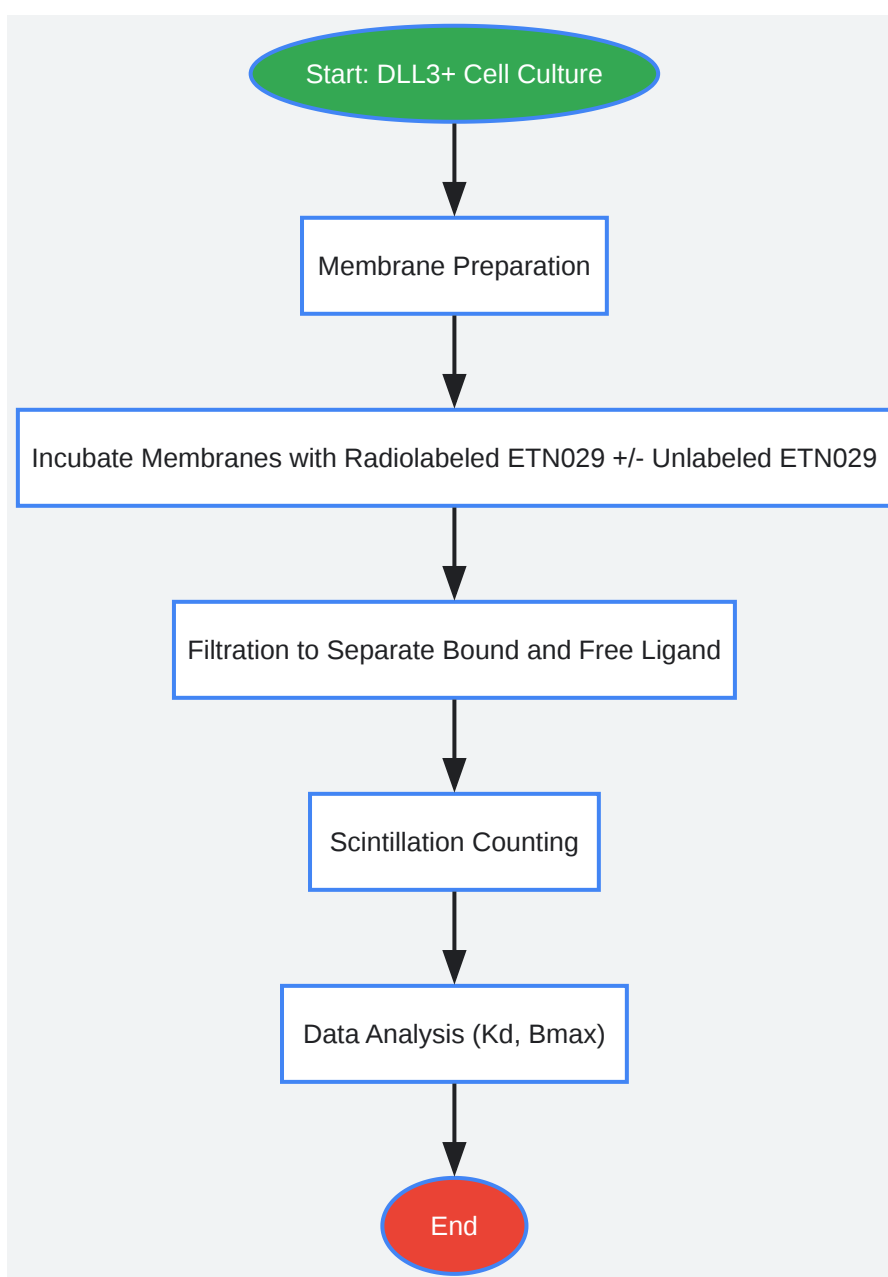 Start: DLL3+ Cell Culture
Membrane Preparation
Incubate Membranes with Radiolabeled ETN029 +/- Unlabeled ETN029
Filtration to Separate Bound and Free Ligand
Scintillation Counting
Data Analysis (Kd, Bmax)
End